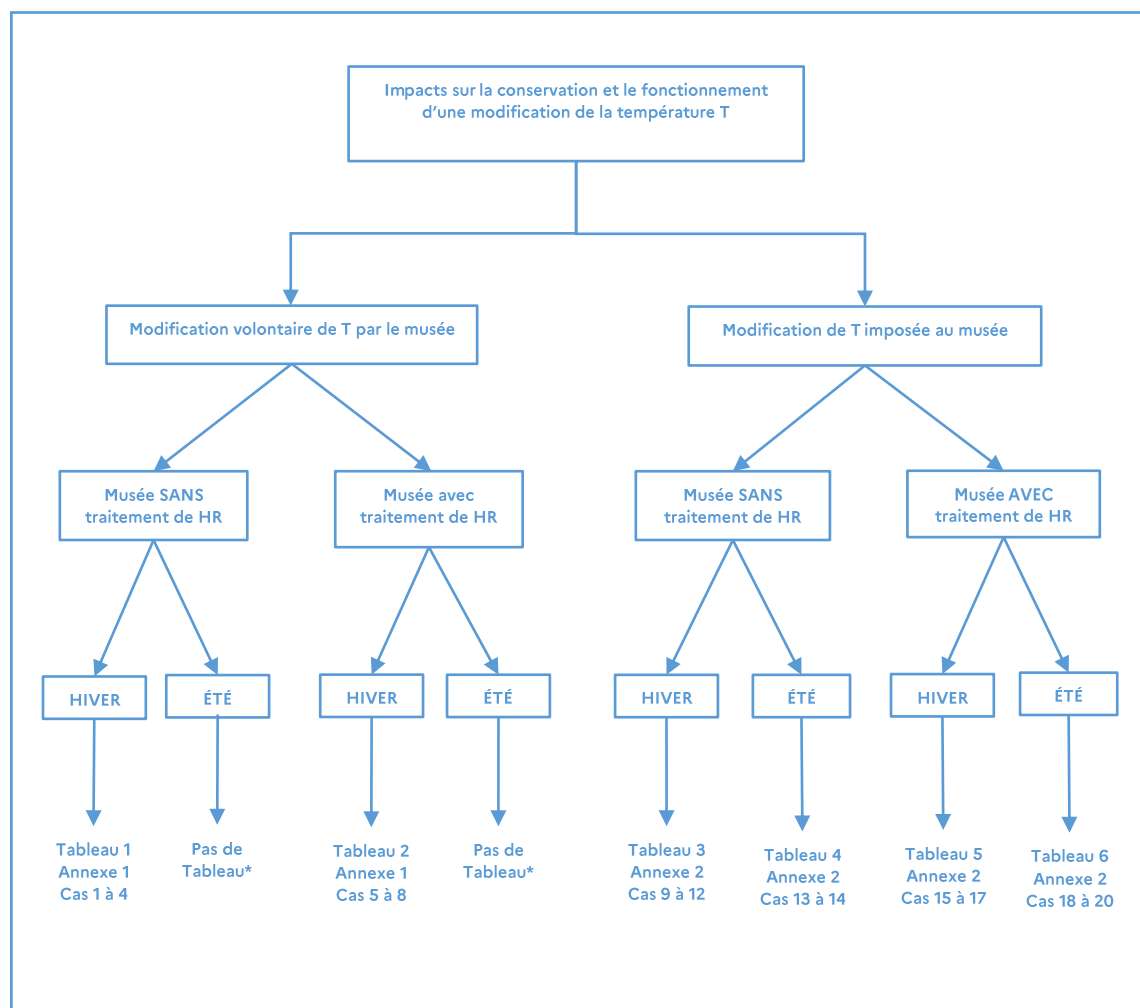 Impacts sur la conservation et le fonctionnement
d'une modification de la température T
Modification volontaire de T par le musée
Modification de T imposée au musée
Musée SANS
traitement de HR
Musée avec
traitement de HR
Musée SANS
traitement de HR
Musée AVEC
traitement de HR
HIVER
ÉTÉ
HIVER
ÉTÉ
HIVER
ÉTÉ
HIVER
ÉTÉ
Tableau 1
Annexe 1
Cas 1 à 4
Pas de
Tableau*
Tableau 2
Annexe 1
Cas 5 à 8
Pas de
Tableau*
Tableau 3
Annexe 2
Cas 9 à 12
Tableau 4
Annexe 2
Cas 13 à 14
Tableau 5
Annexe 2
Cas 15 à 17
Tableau 6
Annexe 2
Cas 18 à 20